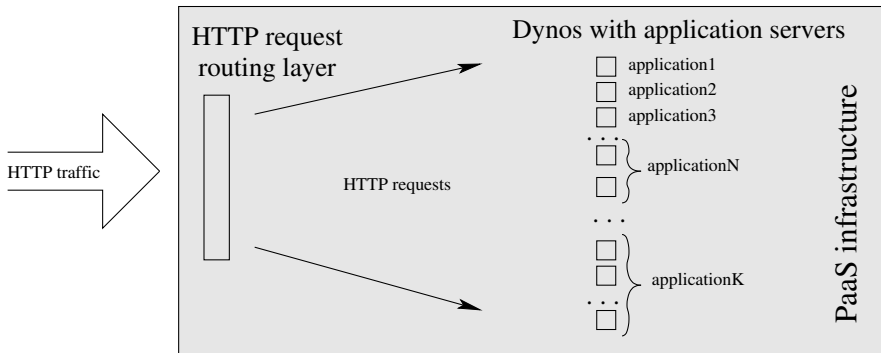 HTTP request
routing layer
Dynos with application servers
application1
application2
application3
. . .
applicationN
HTTP traffic
HTTP requests
. . .
applicationK
. . .
PaaS infrastructure